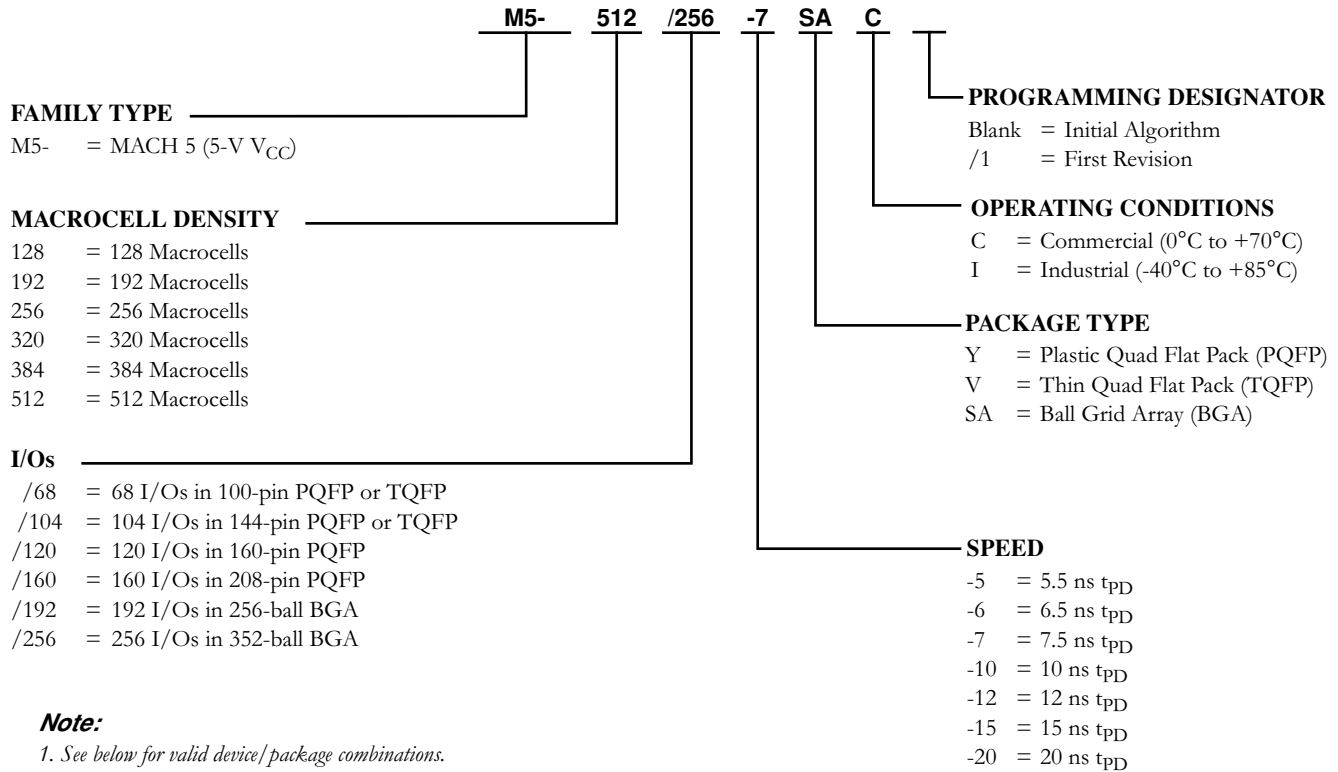 M5- 512 /256 -7 SA C
FAMILY TYPE
M5- = MACH 5 (5-V VCC)
MACROCELL DENSITY
128 = 128 Macrocells
192 = 192 Macrocells
256 = 256 Macrocells
320 = 320 Macrocells
384 = 384 Macrocells
512 = 512 Macrocells
I/Os
/68 = 68 I/Os in 100-pin PQFP or TQFP
/104 = 104 I/Os in 144-pin PQFP or TQFP
/120 = 120 I/Os in 160-pin PQFP
/160 = 160 I/Os in 208-pin PQFP
/192 = 192 I/Os in 256-ball BGA
/256 = 256 I/Os in 352-ball BGA
PROGRAMMING DESIGNATOR
Blank = Initial Algorithm
/1 = First Revision
OPERATING CONDITIONS
C = Commercial (0°C to +70°C)
I = Industrial (-40°C to +85°C)
PACKAGE TYPE
Y = Plastic Quad Flat Pack (PQFP)
V = Thin Quad Flat Pack (TQFP)
SA = Ball Grid Array (BGA)
SPEED
-5 = 5.5 ns tPD
-6 = 6.5 ns tPD
-7 = 7.5 ns tPD
-10 = 10 ns tPD
-12 = 12 ns tPD
-15 = 15 ns tPD
-20 = 20 ns tPD
Note:
1. See below for valid device/package combinations.